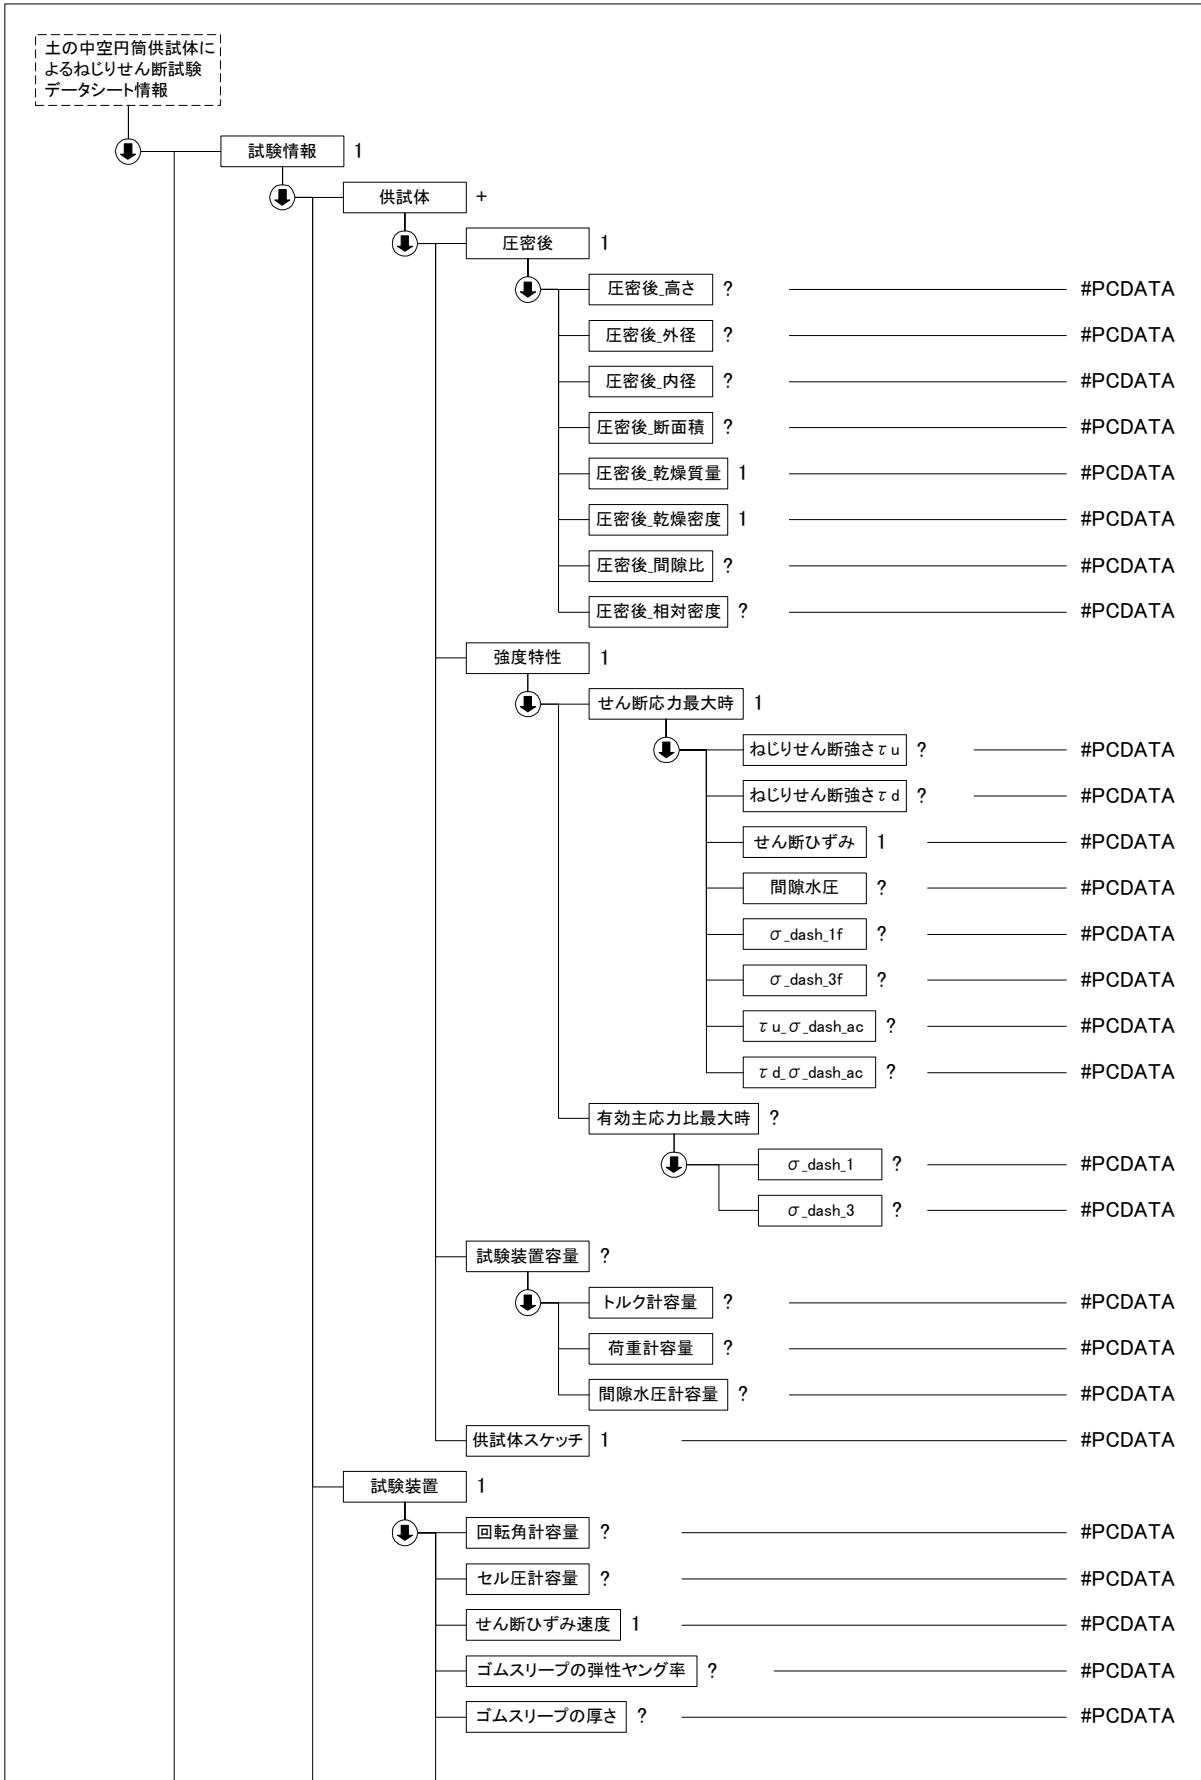 土の中空円筒供試体に
よるねじりせん断試験
データシート情報
試験情報 1
供試体 +
圧密後 1
圧密後_高さ ? #PCDATA
圧密後_外径 ? #PCDATA
圧密後_内径 ? #PCDATA
圧密後_断面積 ? #PCDATA
圧密後_乾燥質量 1 #PCDATA
圧密後_乾燥密度 1 #PCDATA
圧密後_間隙比 ? #PCDATA
圧密後_相対密度 ? #PCDATA
強度特性 1
せん断応力最大時 1
ねじりせん断強さτu ? #PCDATA
ねじりせん断強さτd ? #PCDATA
せん断ひずみ 1 #PCDATA
間隙水圧 ? #PCDATA
σ_dash_1f ? #PCDATA
σ_dash_3f ? #PCDATA
τu_σ_dash_ac ? #PCDATA
τd_σ_dash_ac ? #PCDATA
有効主応力比最大時 ?
σ_dash_1 ? #PCDATA
σ_dash_3 ? #PCDATA
試験装置容量 ?
トルク計容量 ? #PCDATA
荷重計容量 ? #PCDATA
間隙水圧計容量 ? #PCDATA
供試体スケッチ 1 #PCDATA
試験装置 1
回転角計容量 ? #PCDATA
セル圧計容量 ? #PCDATA
せん断ひずみ速度 1 #PCDATA
ゴムスリーブの弾性ヤング率 ? #PCDATA
ゴムスリーブの厚さ ? #PCDATA